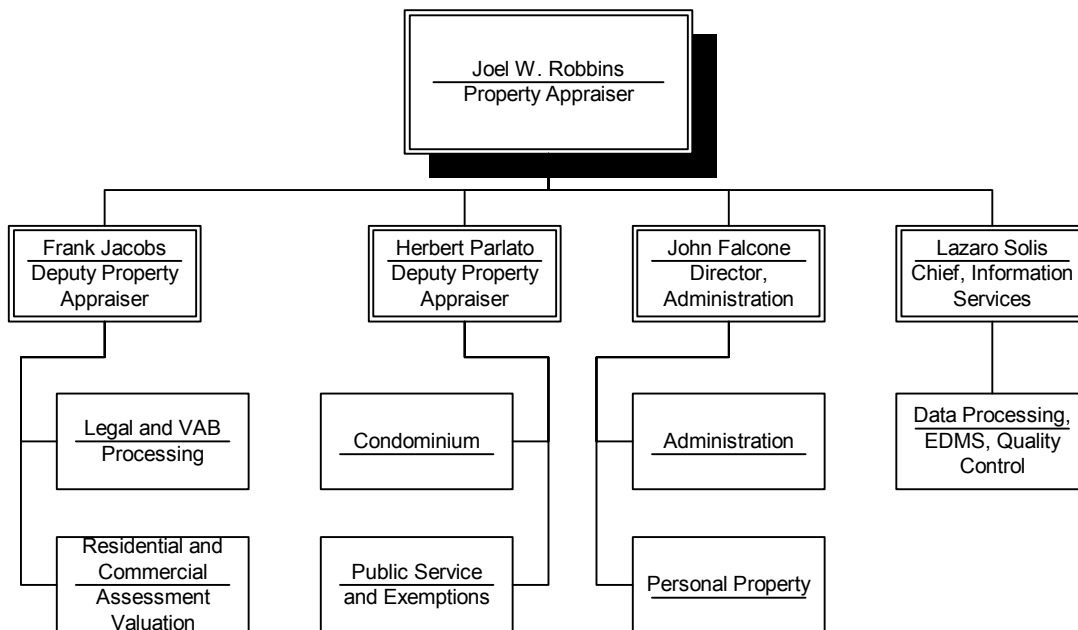 Joel W. Robbins
Property Appraiser
Frank Jacobs
Deputy Property
Appraiser
Herbert Parlato
Deputy Property
Appraiser
John Falcone
Director,
Administration
Lazaro Solis
Chief, Information
Services
Legal and VAB
Processing
Condominium
Administration
Data Processing,
EDMS, Quality
Control
Residential and
Commercial
Assessment
Valuation
Public Service
and Exemptions
Personal Property